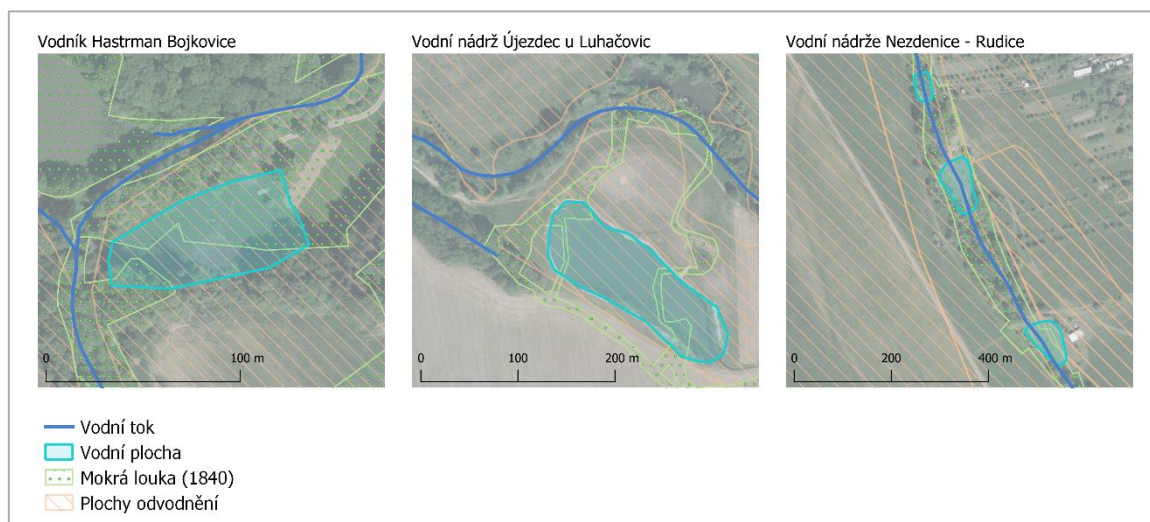 Vodník Hastrman Bojkovice
Vodní nádrž Újezdec u Luhačovic
Vodní nádrže Nezdenice - Rudice
0 100 m
0 100 200 m
0 200 400 m
Vodní tok
Vodní plocha
Mokrá louka (1840)
Plochy odvodnění